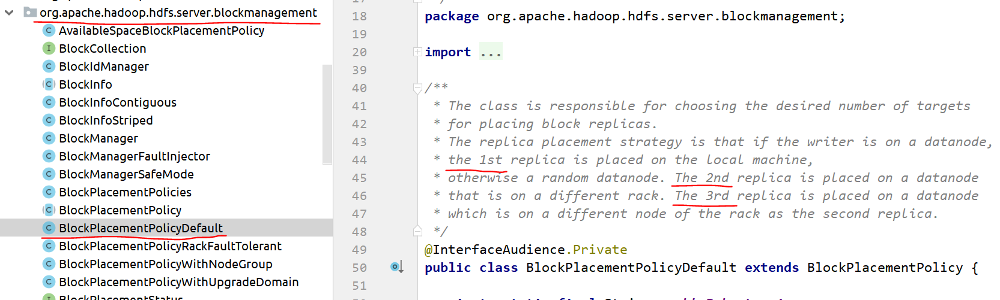 org.apache.hadoop.hdfs.server.blockmanagement
AvailableSpaceBlockPlacementPolicy
I BlockCollection
C BlockIdManager
C BlockInfo
C BlockInfoContiguous
C BlockInfoStriped
C BlockManager
C BlockManagerFaultInjector
C BlockManagerSafeMode
C BlockPlacementPolicies
C BlockPlacementPolicy
C BlockPlacementPolicyDefault
C BlockPlacementPolicyRackFaultTolerant
C BlockPlacementPolicyWithNodeGroup
C BlockPlacementPolicyWithUpgradeDomain
BlockPlacementStatus
17 */
18 package org.apache.hadoop.hdfs.server.blockmanagement;
19
20 import ...
39
40 /**
41 * The class is responsible for choosing the desired number of targets
42 * for placing block replicas.
43 * The replica placement strategy is that if the writer is on a datanode,
44 * the 1st replica is placed on the local machine,
45 * otherwise a random datanode. The 2nd replica is placed on a datanode
46 * that is on a different rack. The 3rd replica is placed on a datanode
47 * which is on a different node of the rack as the second replica.
48 */
49 @InterfaceAudience.Private
50 public class BlockPlacementPolicyDefault extends BlockPlacementPolicy {
51